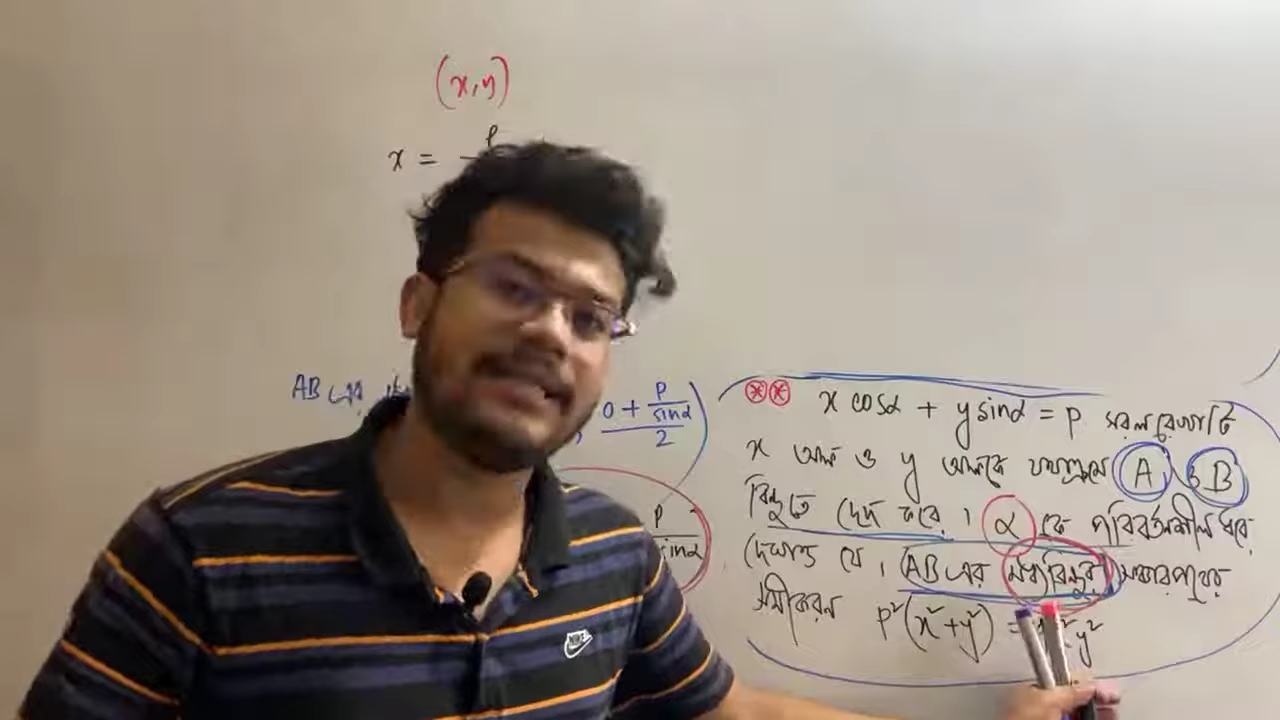 (x, y)
x = P
AB এর
, 0 + P/sinα / 2
P/sinα
x cosα + y sinα = P সরলরেখাটি
x অক্ষ ও y অক্ষকে যথাক্রমে A ও B
বিন্দুতে ছেদ করে। α কে পরিবর্তনশীল ধরে
দেখাও যে, (AB এর মধ্যবিন্দুর) সঞ্চারপথের
সমীকরণ P²(x²+y²) = y²